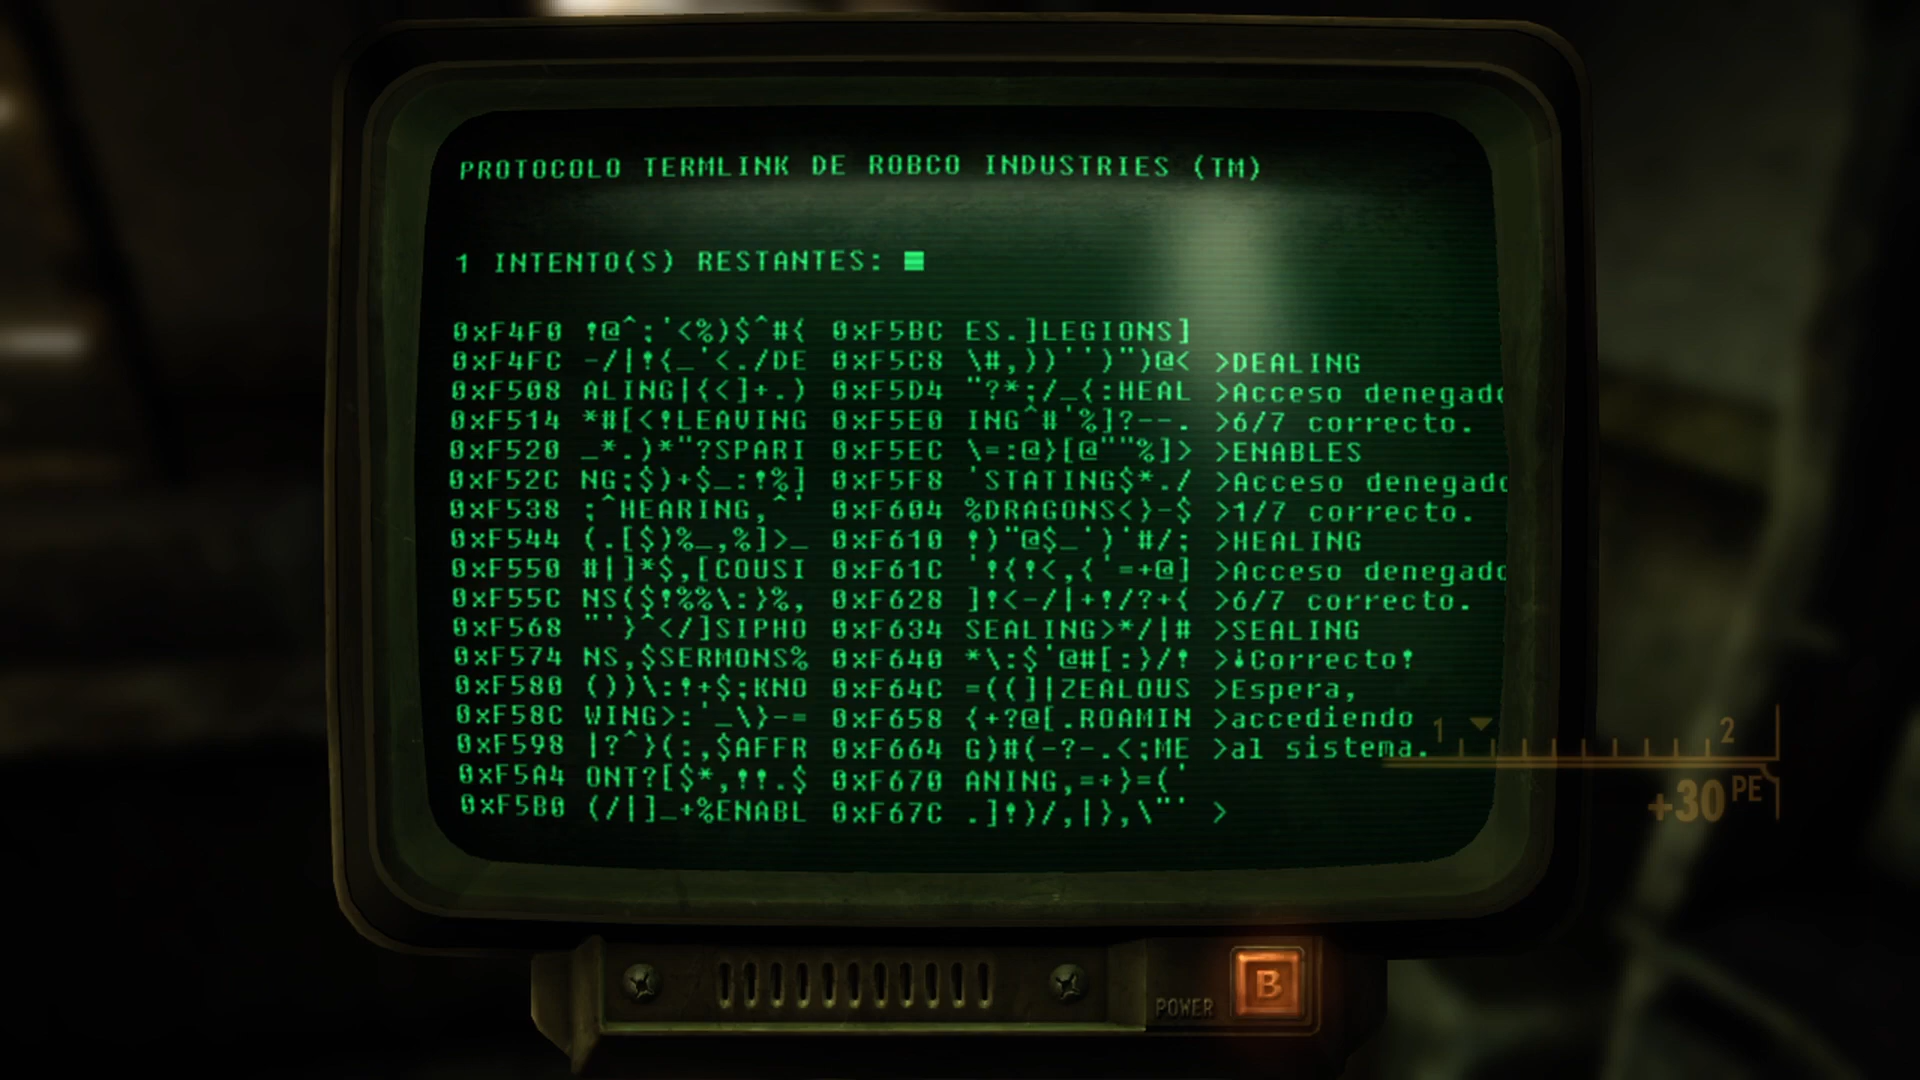 PROTOCOLO TERMLINK DE ROBCO INDUSTRIES (TM)
1 INTENTO(S) RESTANTES:
0xF4F0 !@^;'<%)$^#{ 0xF5BC ES.]LEGIONS]
0xF4FC -/|!{_'<./DE 0xF5C8 \#,))'')")@< >DEALING
0xF508 ALING|{<]+.) 0xF5D4 "?*;/_{:HEAL >Acceso denegado
0xF514 *#[<!LEAVING 0xF5E0 ING^#'%]?--. >6/7 correcto.
0xF520 _*.)*"?SPARI 0xF5EC \=:@}[@""%]> >ENABLES
0xF52C NG;$)+$_:!%] 0xF5F8 'STATING$*./ >Acceso denegado
0xF538 ;^HEARING,^' 0xF604 %DRAGONS<}-$ >1/7 correcto.
0xF544 (.[$)%_,%]>_ 0xF610 !)"@$_')'#/; >HEALING
0xF550 #|]*$,[COUSI 0xF61C '!{!<,{'=+@] >Acceso denegado
0xF55C NS($!%%\:}%, 0xF628 ]!<-/|+!/?+{ >6/7 correcto.
0xF568 "'}^</]SIPHO 0xF634 SEALING>*/|# >SEALING
0xF574 NS,$SERMONS% 0xF640 *\:$'@#[:}/! >¡Correcto!
0xF580 ())\:!+$;KNO 0xF64C =((]|ZEALOUS >Espera,
0xF58C WING>:'_\}-= 0xF658 {+?@[.ROAMIN >accediendo
0xF598 |?^}(:,$AFFR 0xF664 G)#(-?-.<;ME >al sistema.
0xF5A4 ONT?[$*,!!.$ 0xF670 ANING,=+}=('
0xF5B0 (/|]_+%ENABL 0xF67C .]!)/,|},\"' >
1 2
+30 PE
POWER B